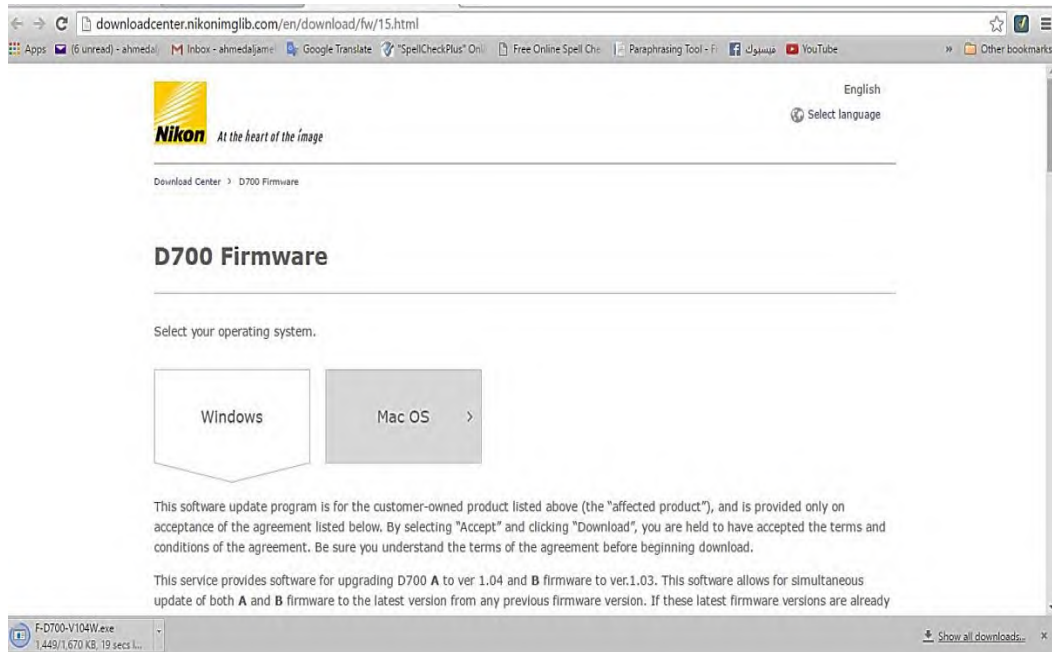 downloadcenter.nikonimglib.com/en/download/fw/15.html
Apps (6 unread) - ahmedal Inbox - ahmedaljame Google Translate "SpellCheckPlus" Onli Free Online Spell Che Paraphrasing Tool - F فيسبوك YouTube » Other bookmarks
English
Select language
Nikon At the heart of the image
Download Center > D700 Firmware
D700 Firmware
Select your operating system.
Windows Mac OS >
This software update program is for the customer-owned product listed above (the “affected product”), and is provided only on
acceptance of the agreement listed below. By selecting “Accept” and clicking “Download”, you are held to have accepted the terms and
conditions of the agreement. Be sure you understand the terms of the agreement before beginning download.
This service provides software for upgrading D700 A to ver 1.04 and B firmware to ver.1.03. This software allows for simultaneous
update of both A and B firmware to the latest version from any previous firmware version. If these latest firmware versions are already
F-D700-V104W.exe
1,449/1,670 KB, 19 secs l... Show all downloads... x